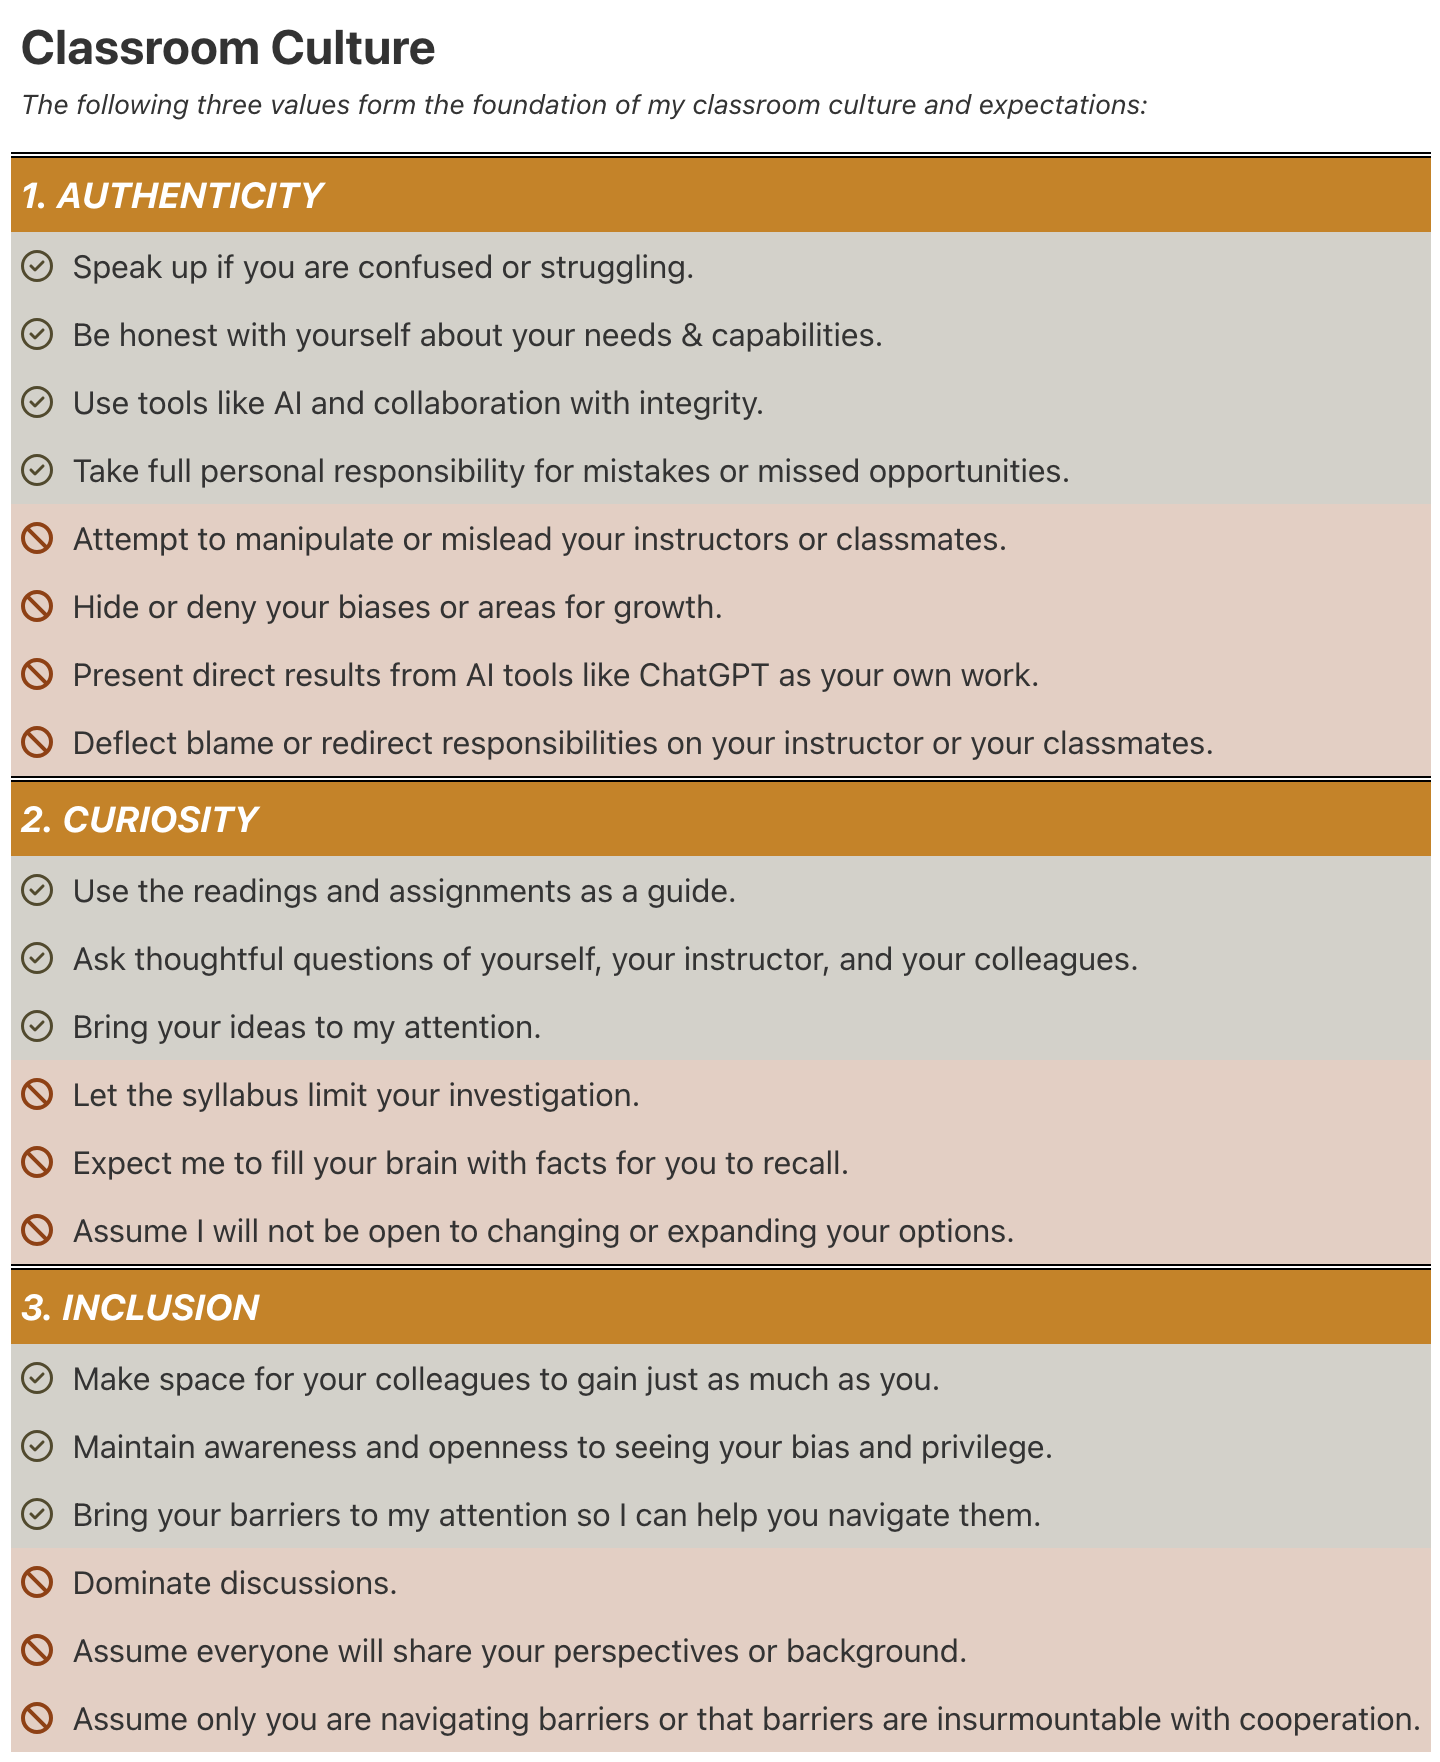 Classroom Culture
The following three values form the foundation of my classroom culture and expectations:
1. AUTHENTICITY
Speak up if you are confused or struggling.
Be honest with yourself about your needs & capabilities.
Use tools like AI and collaboration with integrity.
Take full personal responsibility for mistakes or missed opportunities.
Attempt to manipulate or mislead your instructors or classmates.
Hide or deny your biases or areas for growth.
Present direct results from AI tools like ChatGPT as your own work.
Deflect blame or redirect responsibilities on your instructor or your classmates.
2. CURIOSITY
Use the readings and assignments as a guide.
Ask thoughtful questions of yourself, your instructor, and your colleagues.
Bring your ideas to my attention.
Let the syllabus limit your investigation.
Expect me to fill your brain with facts for you to recall.
Assume I will not be open to changing or expanding your options.
3. INCLUSION
Make space for your colleagues to gain just as much as you.
Maintain awareness and openness to seeing your bias and privilege.
Bring your barriers to my attention so I can help you navigate them.
Dominate discussions.
Assume everyone will share your perspectives or background.
Assume only you are navigating barriers or that barriers are insurmountable with cooperation.